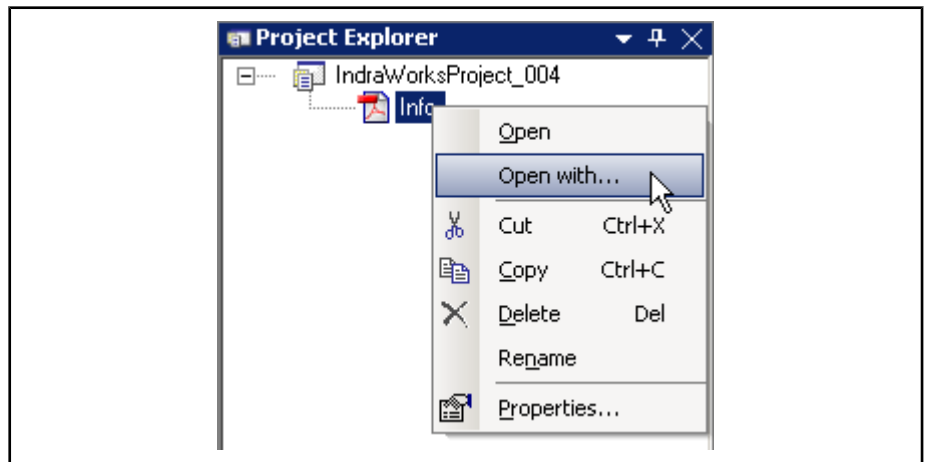 Project Explorer
IndraWorksProject_004
Info
Open
Open with...
Cut Ctrl+X
Copy Ctrl+C
Delete Del
Rename
Properties...